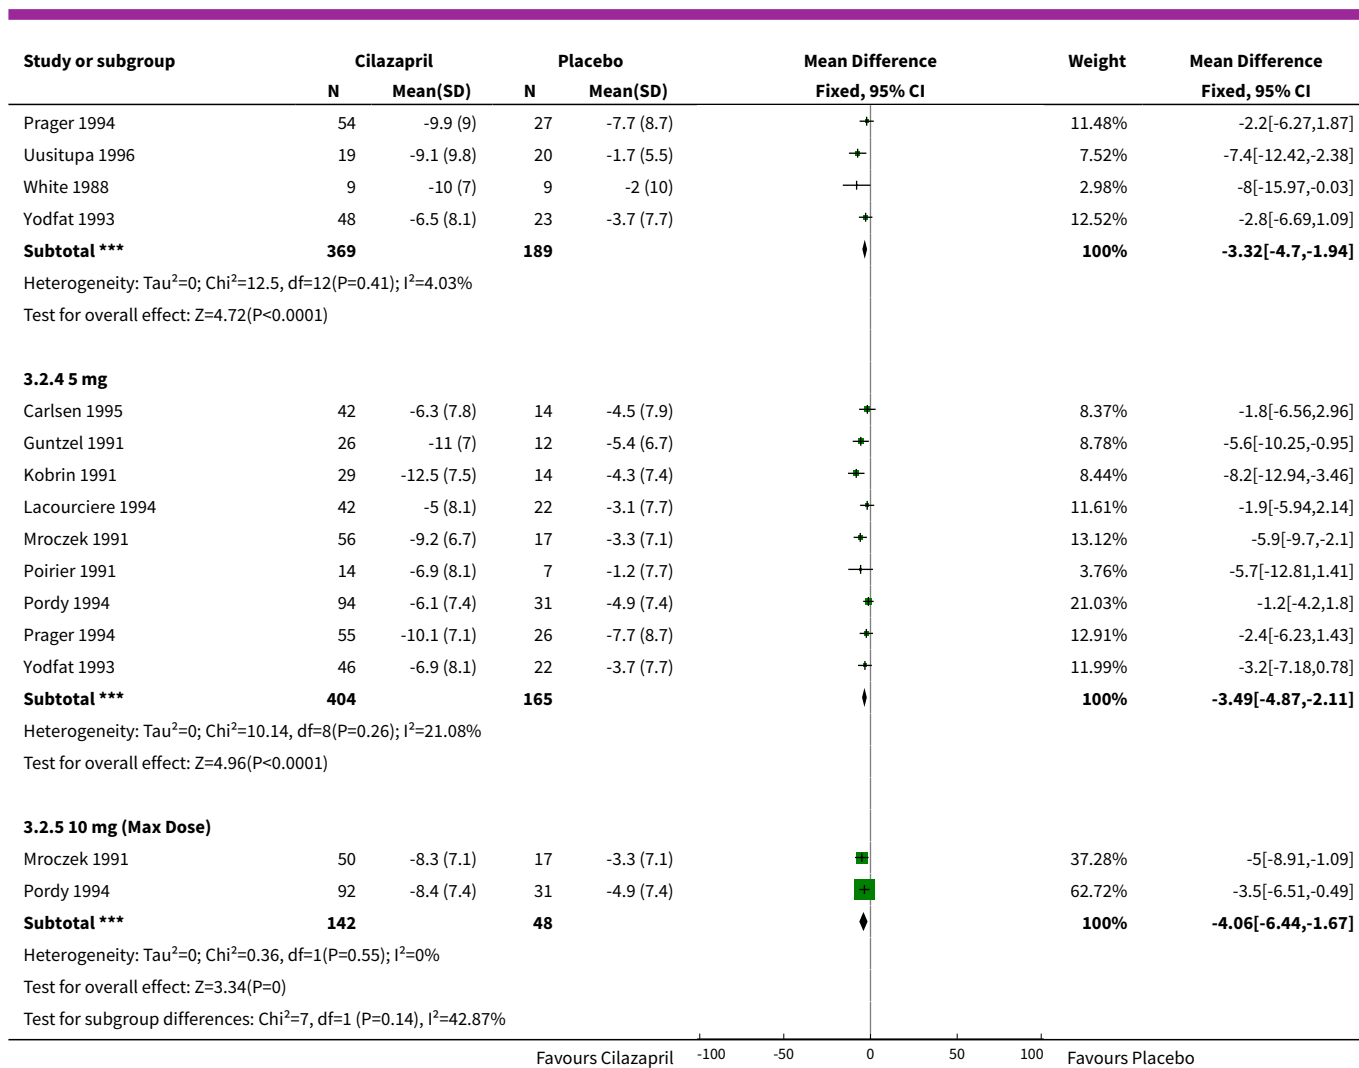 Study or subgroup Cilazapril Placebo Mean Difference Weight Mean Difference
N Mean(SD) N Mean(SD) Fixed, 95% CI Fixed, 95% CI
Prager 1994 54 -9.9 (9) 27 -7.7 (8.7) 11.48% -2.2[-6.27,1.87]
Uusitupa 1996 19 -9.1 (9.8) 20 -1.7 (5.5) 7.52% -7.4[-12.42,-2.38]
White 1988 9 -10 (7) 9 -2 (10) 2.98% -8[-15.97,-0.03]
Yodfat 1993 48 -6.5 (8.1) 23 -3.7 (7.7) 12.52% -2.8[-6.69,1.09]
Subtotal *** 369 189 100% -3.32[-4.7,-1.94]
Heterogeneity: Tau²=0; Chi²=12.5, df=12(P=0.41); I²=4.03%
Test for overall effect: Z=4.72(P<0.0001)
3.2.4 5 mg
Carlsen 1995 42 -6.3 (7.8) 14 -4.5 (7.9) 8.37% -1.8[-6.56,2.96]
Guntzel 1991 26 -11 (7) 12 -5.4 (6.7) 8.78% -5.6[-10.25,-0.95]
Kobrin 1991 29 -12.5 (7.5) 14 -4.3 (7.4) 8.44% -8.2[-12.94,-3.46]
Lacourciere 1994 42 -5 (8.1) 22 -3.1 (7.7) 11.61% -1.9[-5.94,2.14]
Mroczek 1991 56 -9.2 (6.7) 17 -3.3 (7.1) 13.12% -5.9[-9.7,-2.1]
Poirier 1991 14 -6.9 (8.1) 7 -1.2 (7.7) 3.76% -5.7[-12.81,1.41]
Pordy 1994 94 -6.1 (7.4) 31 -4.9 (7.4) 21.03% -1.2[-4.2,1.8]
Prager 1994 55 -10.1 (7.1) 26 -7.7 (8.7) 12.91% -2.4[-6.23,1.43]
Yodfat 1993 46 -6.9 (8.1) 22 -3.7 (7.7) 11.99% -3.2[-7.18,0.78]
Subtotal *** 404 165 100% -3.49[-4.87,-2.11]
Heterogeneity: Tau²=0; Chi²=10.14, df=8(P=0.26); I²=21.08%
Test for overall effect: Z=4.96(P<0.0001)
3.2.5 10 mg (Max Dose)
Mroczek 1991 50 -8.3 (7.1) 17 -3.3 (7.1) 37.28% -5[-8.91,-1.09]
Pordy 1994 92 -8.4 (7.4) 31 -4.9 (7.4) 62.72% -3.5[-6.51,-0.49]
Subtotal *** 142 48 100% -4.06[-6.44,-1.67]
Heterogeneity: Tau²=0; Chi²=0.36, df=1(P=0.55); I²=0%
Test for overall effect: Z=3.34(P=0)
Test for subgroup differences: Chi²=7, df=1 (P=0.14), I²=42.87%
Favours Cilazapril -100 -50 0 50 100 Favours Placebo